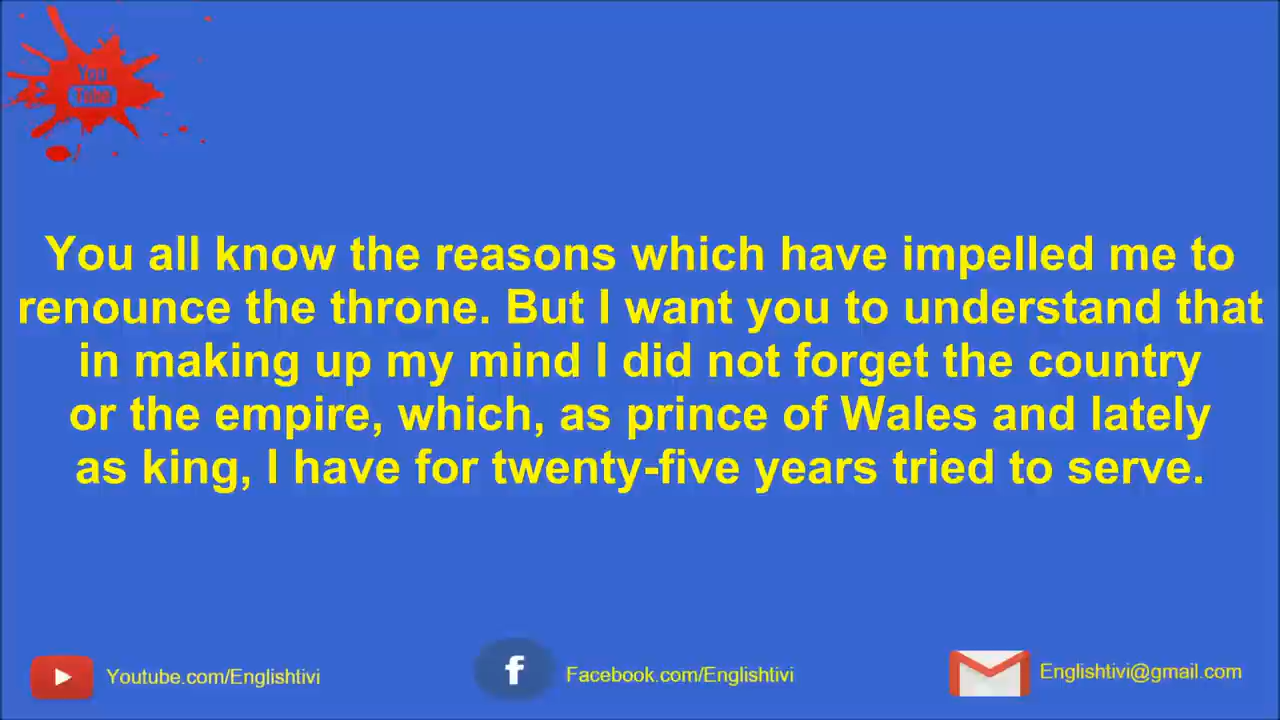 You
Tube
You all know the reasons which have impelled me to
renounce the throne. But I want you to understand that
in making up my mind I did not forget the country
or the empire, which, as prince of Wales and lately
as king, I have for twenty-five years tried to serve.
Youtube.com/Englishtivi
f
Facebook.com/Englishtivi
Englishtivi@gmail.com